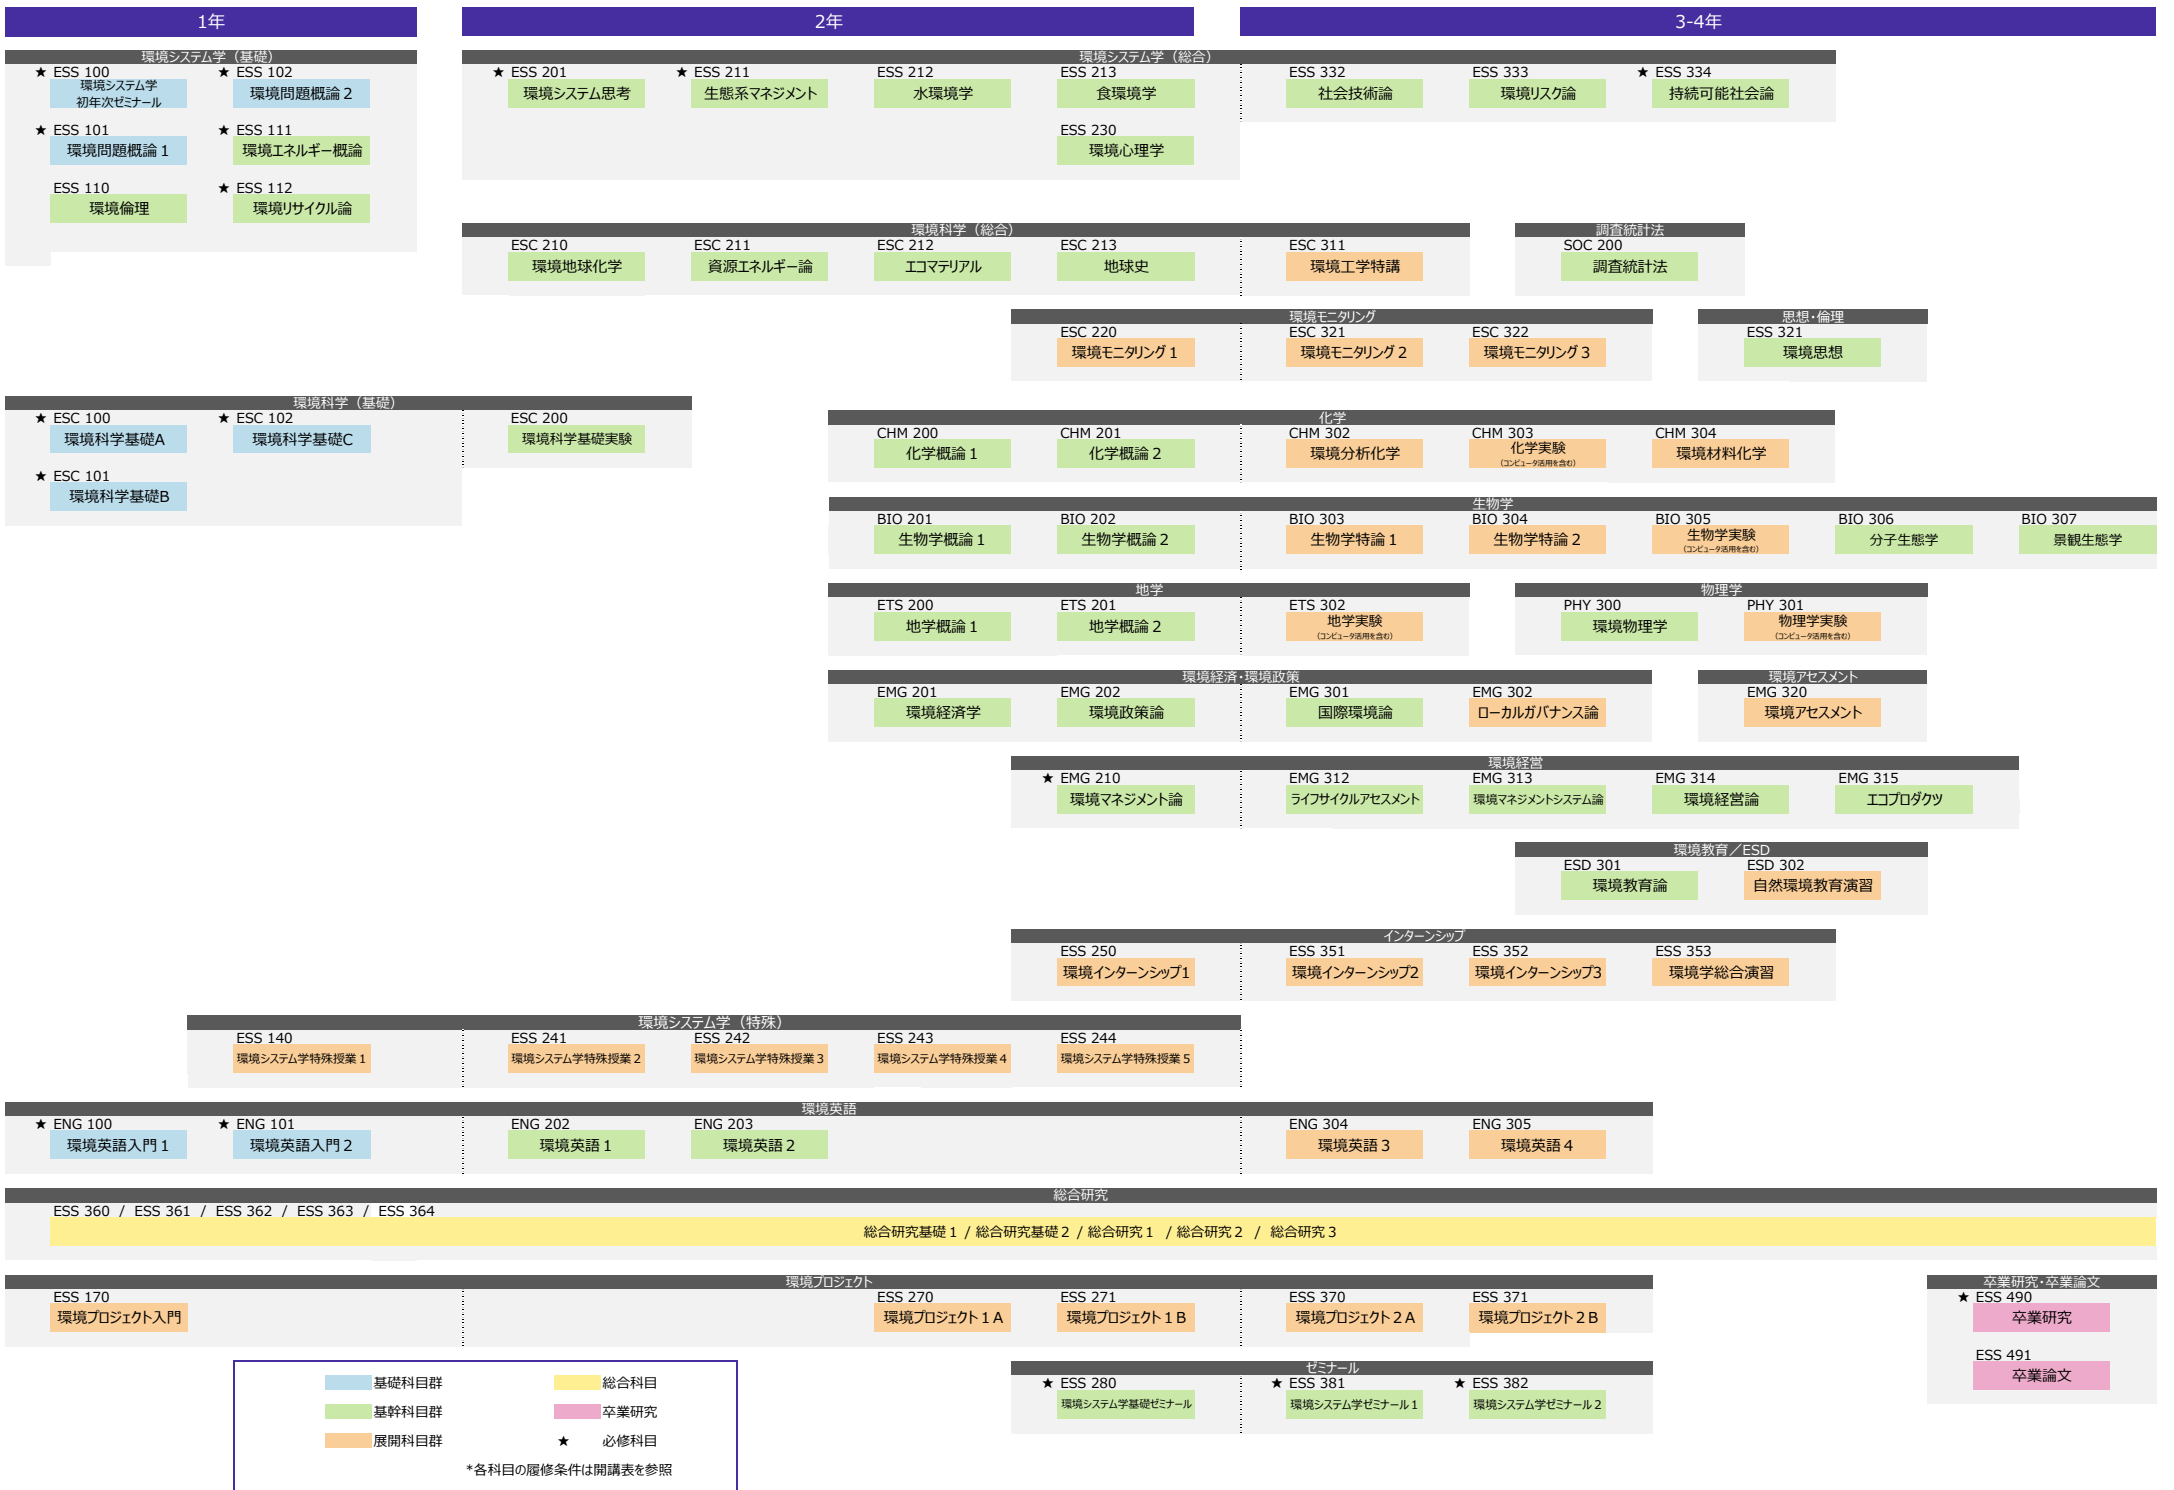 1年
2年
3-4年
環境システム学（基礎）
★ ESS 100
環境システム学
初年次ゼミナール
★ ESS 102
環境問題概論２
★ ESS 101
環境問題概論１
★ ESS 111
環境エネルギー概論
ESS 110
環境倫理
★ ESS 112
環境リサイクル論
環境システム学（総合）
★ ESS 201
環境システム思考
★ ESS 211
生態系マネジメント
ESS 212
水環境学
ESS 213
食環境学
ESS 332
社会技術論
ESS 333
環境リスク論
★ ESS 334
持続可能社会論
ESS 230
環境心理学
環境科学（総合）
ESC 210
環境地球化学
ESC 211
資源エネルギー論
ESC 212
エコマテリアル
ESC 213
地球史
ESC 311
環境工学特講
調査統計法
SOC 200
調査統計法
環境モニタリング
ESC 220
環境モニタリング１
ESC 321
環境モニタリング２
ESC 322
環境モニタリング３
思想・倫理
ESS 321
環境思想
環境科学（基礎）
★ ESC 100
環境科学基礎A
★ ESC 102
環境科学基礎C
ESC 200
環境科学基礎実験
★ ESC 101
環境科学基礎B
化学
CHM 200
化学概論１
CHM 201
化学概論２
CHM 302
環境分析化学
CHM 303
化学実験
（コンピュータ活用を含む）
CHM 304
環境材料化学
生物学
BIO 201
生物学概論１
BIO 202
生物学概論２
BIO 303
生物学特論１
BIO 304
生物学特論２
BIO 305
生物学実験
（コンピュータ活用を含む）
BIO 306
分子生態学
BIO 307
景観生態学
地学
ETS 200
地学概論１
ETS 201
地学概論２
ETS 302
地学実験
（コンピュータ活用を含む）
物理学
PHY 300
環境物理学
PHY 301
物理学実験
（コンピュータ活用を含む）
環境経済・環境政策
EMG 201
環境経済学
EMG 202
環境政策論
EMG 301
国際環境論
EMG 302
ローカルガバナンス論
環境アセスメント
EMG 320
環境アセスメント
環境経営
★ EMG 210
環境マネジメント論
EMG 312
ライフサイクルアセスメント
EMG 313
環境マネジメントシステム論
EMG 314
環境経営論
EMG 315
エコプロダクツ
環境教育／ESD
ESD 301
環境教育論
ESD 302
自然環境教育演習
インターンシップ
ESS 250
環境インターンシップ1
ESS 351
環境インターンシップ2
ESS 352
環境インターンシップ3
ESS 353
環境学総合演習
環境システム学（特殊）
ESS 140
環境システム学特殊授業１
ESS 241
環境システム学特殊授業２
ESS 242
環境システム学特殊授業３
ESS 243
環境システム学特殊授業４
ESS 244
環境システム学特殊授業５
環境英語
★ ENG 100
環境英語入門１
★ ENG 101
環境英語入門２
ENG 202
環境英語１
ENG 203
環境英語２
ENG 304
環境英語３
ENG 305
環境英語４
総合研究
ESS 360 / ESS 361 / ESS 362 / ESS 363 / ESS 364
総合研究基礎１ / 総合研究基礎２ / 総合研究１ / 総合研究２ / 総合研究３
環境プロジェクト
ESS 170
環境プロジェクト入門
ESS 270
環境プロジェクト１A
ESS 271
環境プロジェクト１B
ESS 370
環境プロジェクト２A
ESS 371
環境プロジェクト２B
卒業研究・卒業論文
★ ESS 490
卒業研究
ESS 491
卒業論文
ゼミナール
★ ESS 280
環境システム学基礎ゼミナール
★ ESS 381
環境システム学ゼミナール１
★ ESS 382
環境システム学ゼミナール２
基礎科目群
総合科目
基幹科目群
卒業研究
展開科目群
★ 必修科目
*各科目の履修条件は開講表を参照